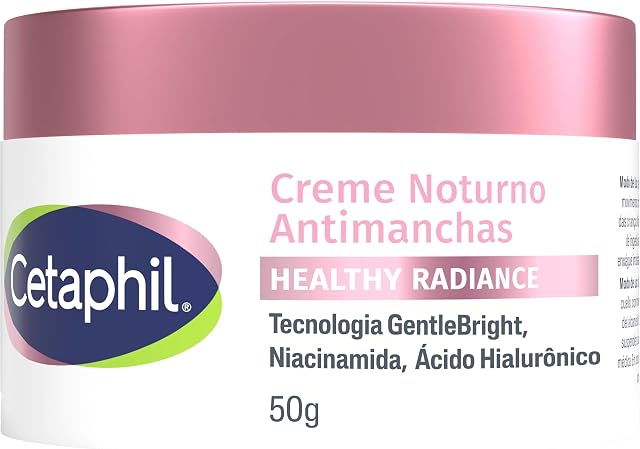 Cetaphil®
Creme Noturno
Antimanchas
HEALTHY RADIANCE
Tecnologia GentleBright,
Niacinamida, Ácido Hialurônico
50g